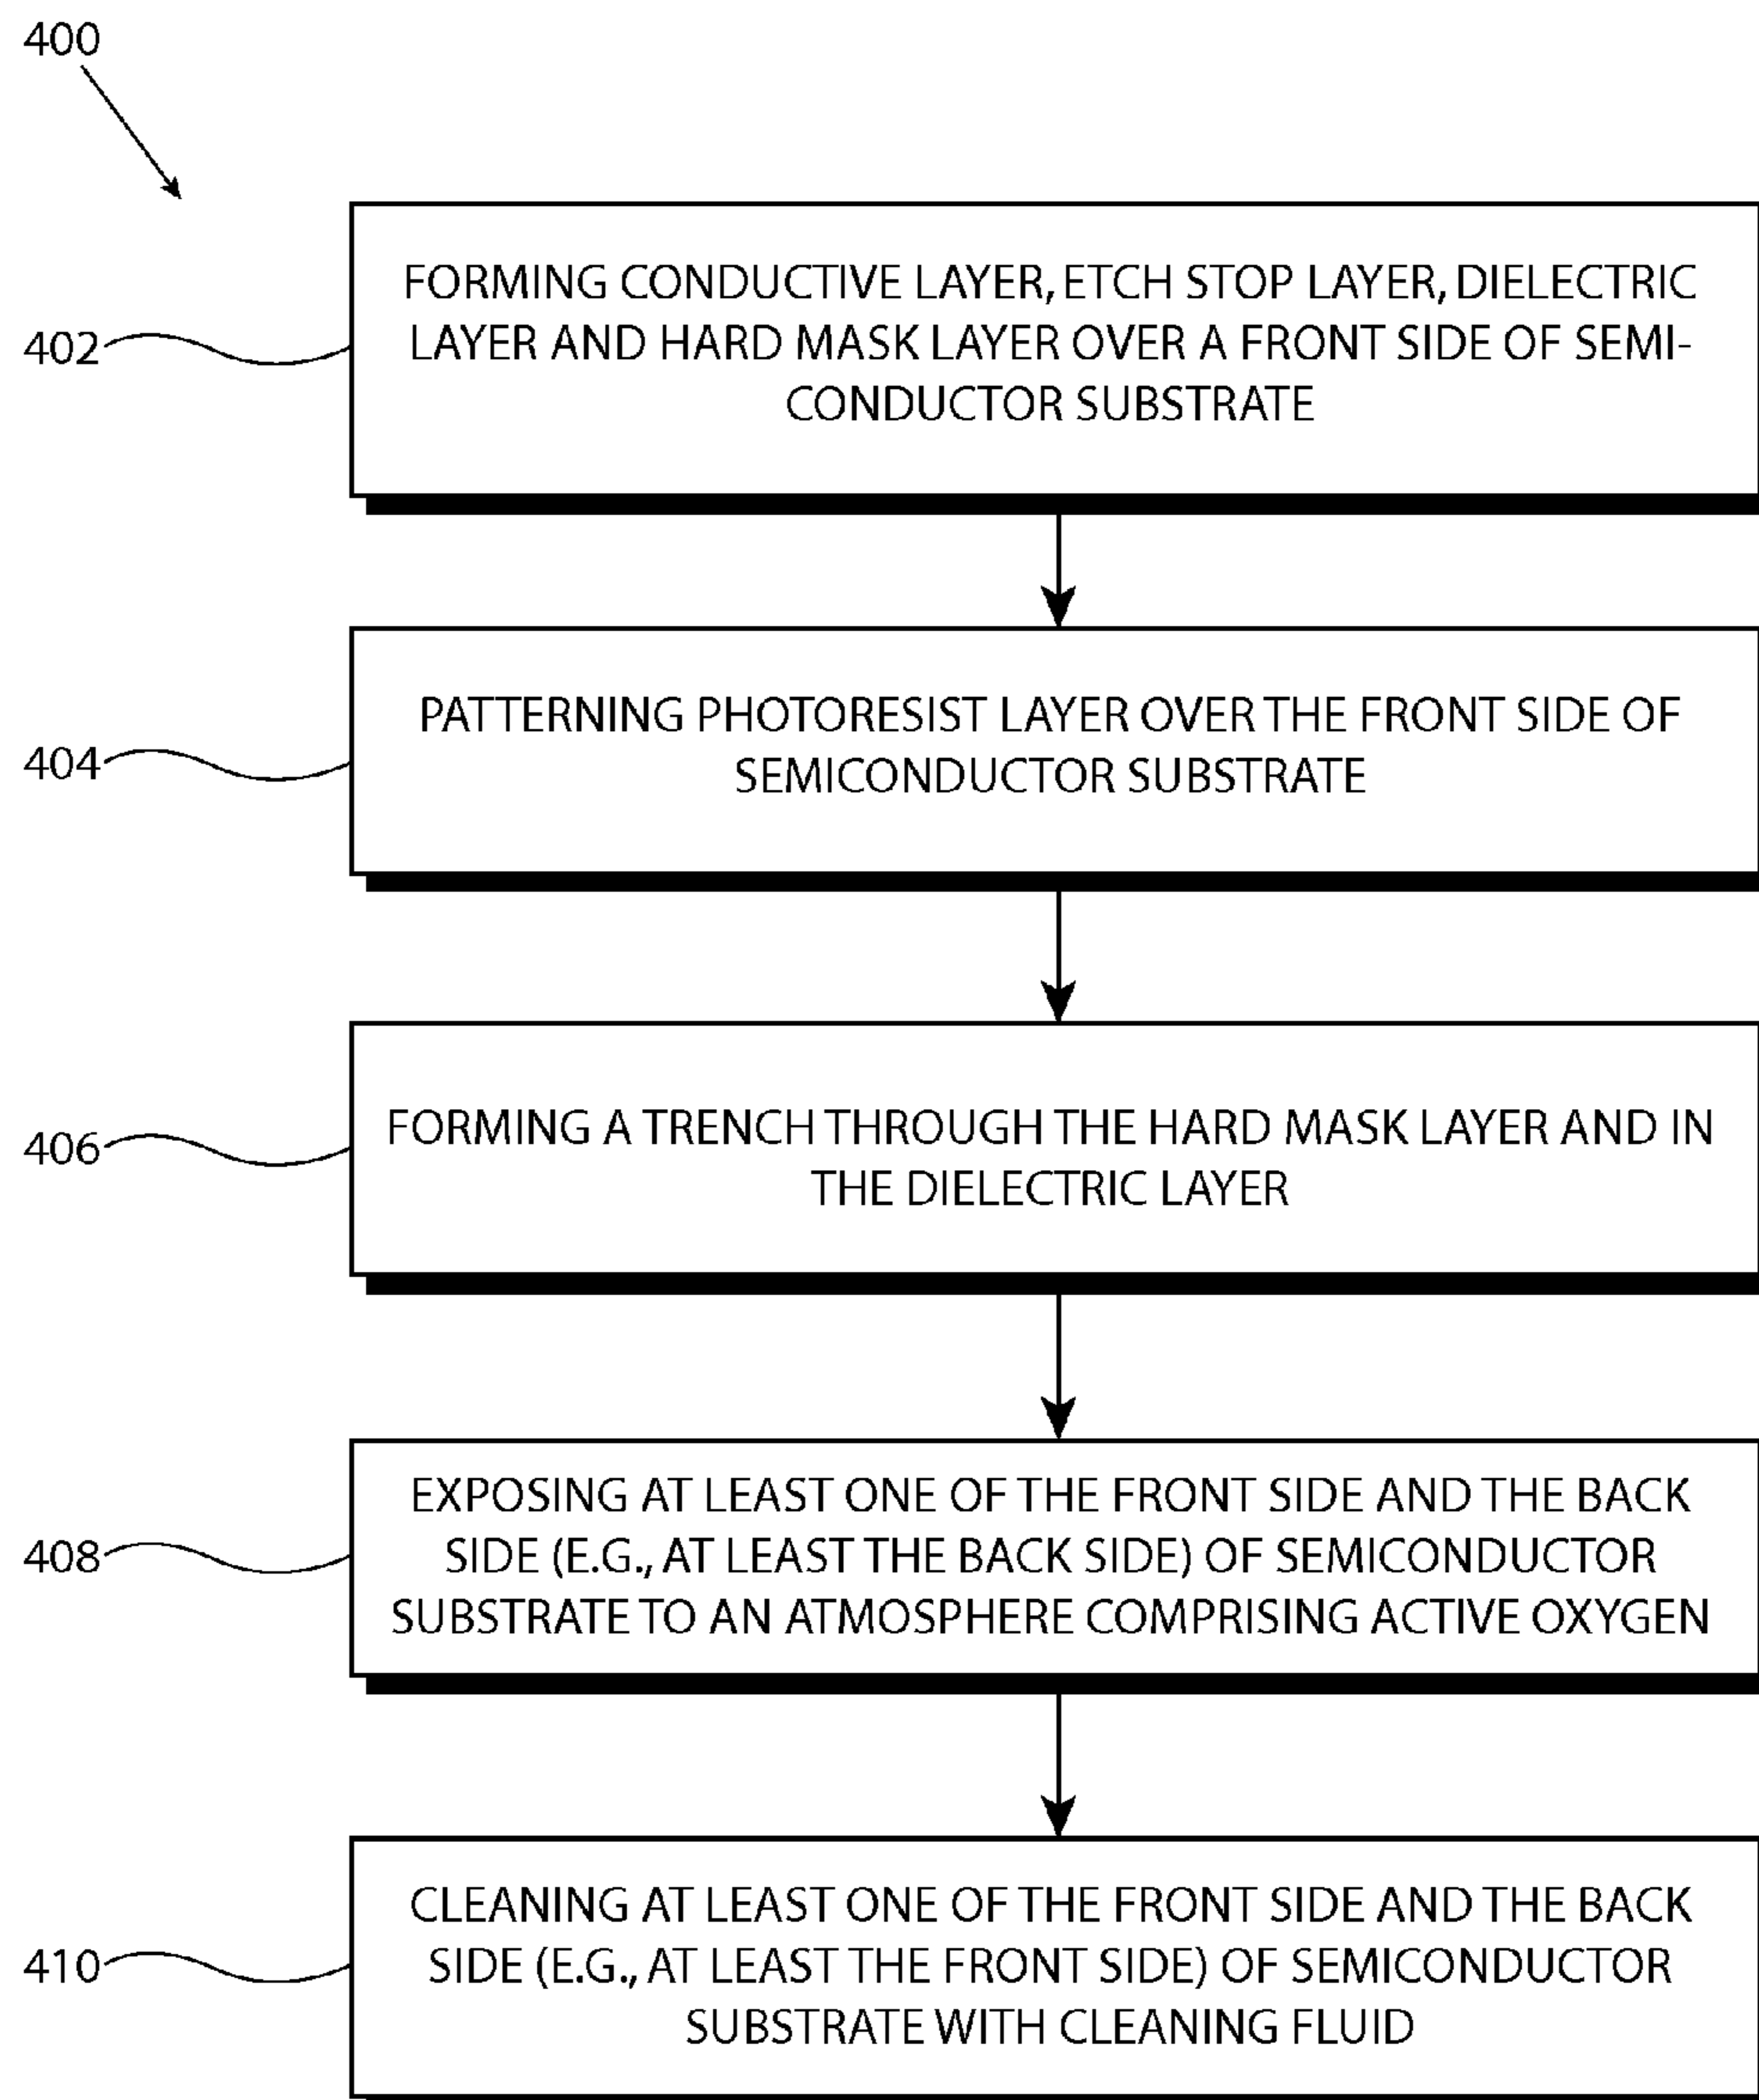 400
FORMING CONDUCTIVE LAYER, ETCH STOP LAYER, DIELECTRIC
LAYER AND HARD MASK LAYER OVER A FRONT SIDE OF SEMI-
CONDUCTOR SUBSTRATE
402
PATTERNING PHOTORESIST LAYER OVER THE FRONT SIDE OF
SEMICONDUCTOR SUBSTRATE
404
FORMING A TRENCH THROUGH THE HARD MASK LAYER AND IN
THE DIELECTRIC LAYER
406
EXPOSING AT LEAST ONE OF THE FRONT SIDE AND THE BACK
SIDE (E.G., AT LEAST THE BACK SIDE) OF SEMICONDUCTOR
SUBSTRATE TO AN ATMOSPHERE COMPRISING ACTIVE OXYGEN
408
CLEANING AT LEAST ONE OF THE FRONT SIDE AND THE BACK
SIDE (E.G., AT LEAST THE FRONT SIDE) OF SEMICONDUCTOR
SUBSTRATE WITH CLEANING FLUID
410